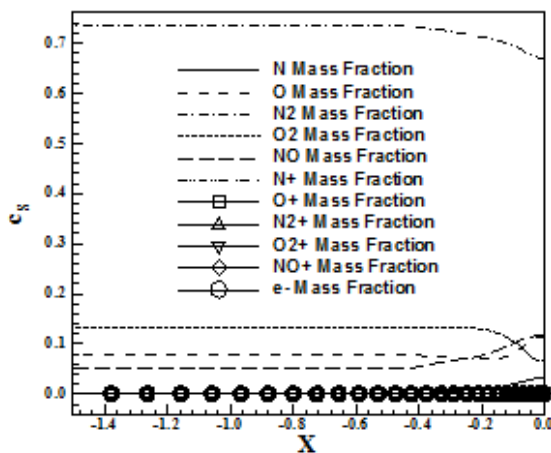 0.7
0.6
0.5
0.4
0.3
0.2
0.1
0.0
c_s
N Mass Fraction
O Mass Fraction
N2 Mass Fraction
O2 Mass Fraction
NO Mass Fraction
N+ Mass Fraction
O+ Mass Fraction
N2+ Mass Fraction
O2+ Mass Fraction
NO+ Mass Fraction
e- Mass Fraction
-1.4 -1.2 -1.0 -0.8 -0.6 -0.4 -0.2 0.0
X